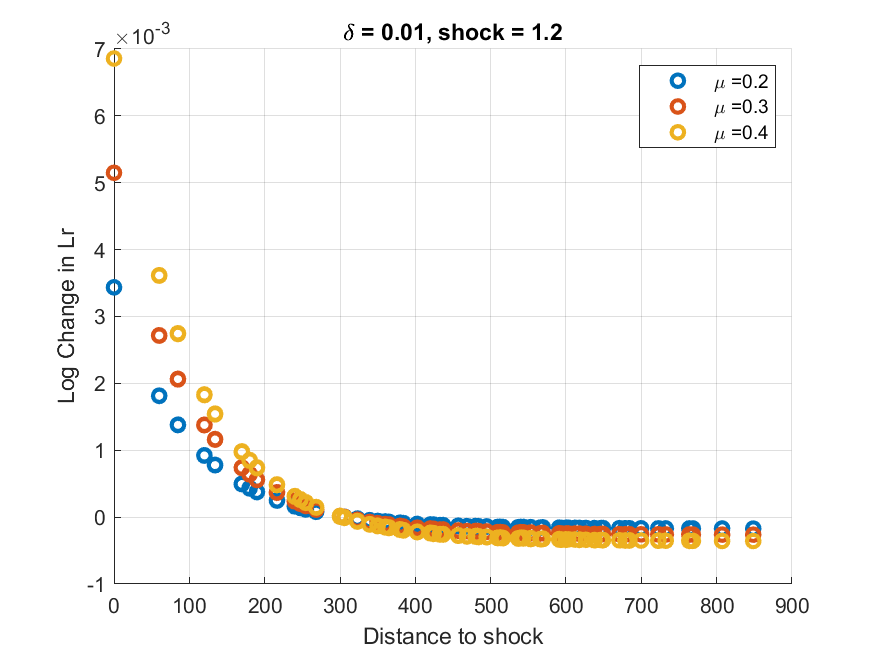 δ = 0.01, shock = 1.2
×10⁻³
7
6
5
4
3
2
1
0
-1
0 100 200 300 400 500 600 700 800 900
Distance to shock
Log Change in Lr
μ =0.2
μ =0.3
μ =0.4